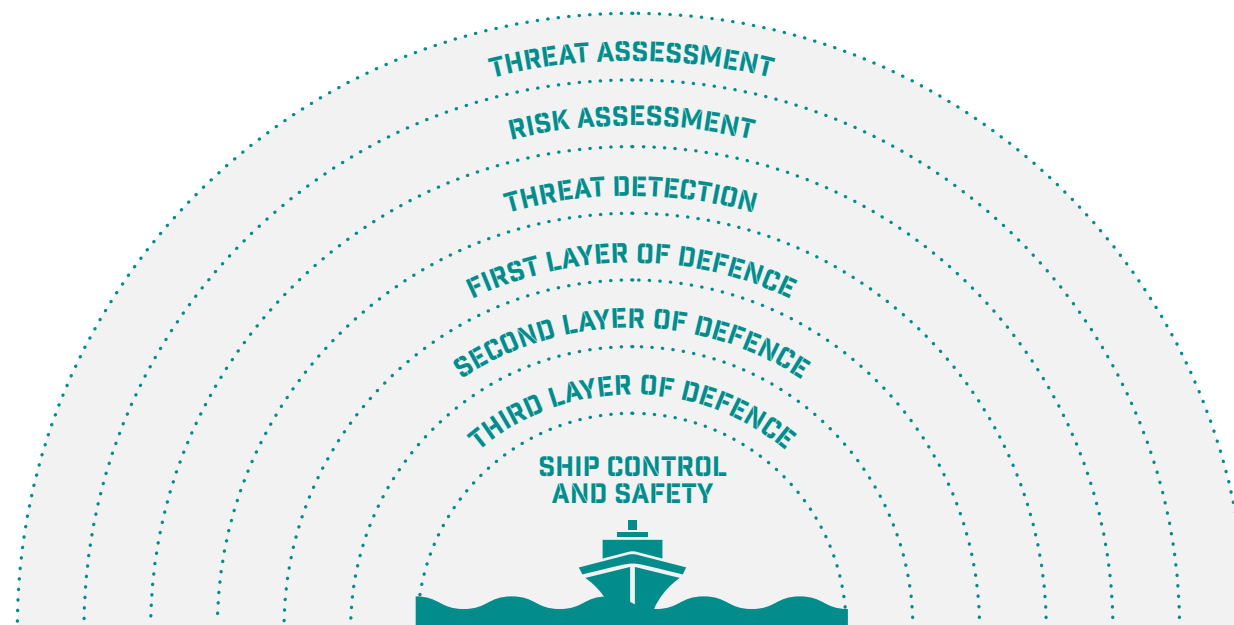 THREAT ASSESSMENT
RISK ASSESSMENT
THREAT DETECTION
FIRST LAYER OF DEFENCE
SECOND LAYER OF DEFENCE
THIRD LAYER OF DEFENCE
SHIP CONTROL
AND SAFETY